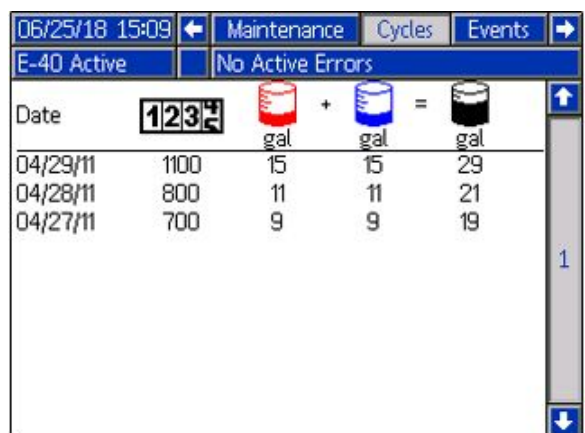 06/25/18 15:09 Maintenance Cycles Events
E-40 Active No Active Errors
Date 1234 + =
gal gal gal
04/29/11 1100 15 15 29
04/28/11 800 11 11 21
04/27/11 700 9 9 19
1